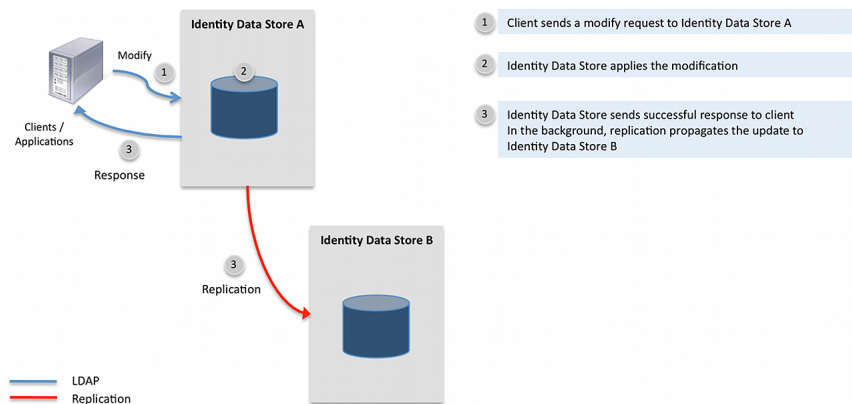 Identity Data Store A
Modify
1
2
Clients /
Applications
3
Response
Identity Data Store B
3
Replication
LDAP
Replication
1 Client sends a modify request to Identity Data Store A
2 Identity Data Store applies the modification
3 Identity Data Store sends successful response to client
In the background, replication propagates the update to
Identity Data Store B